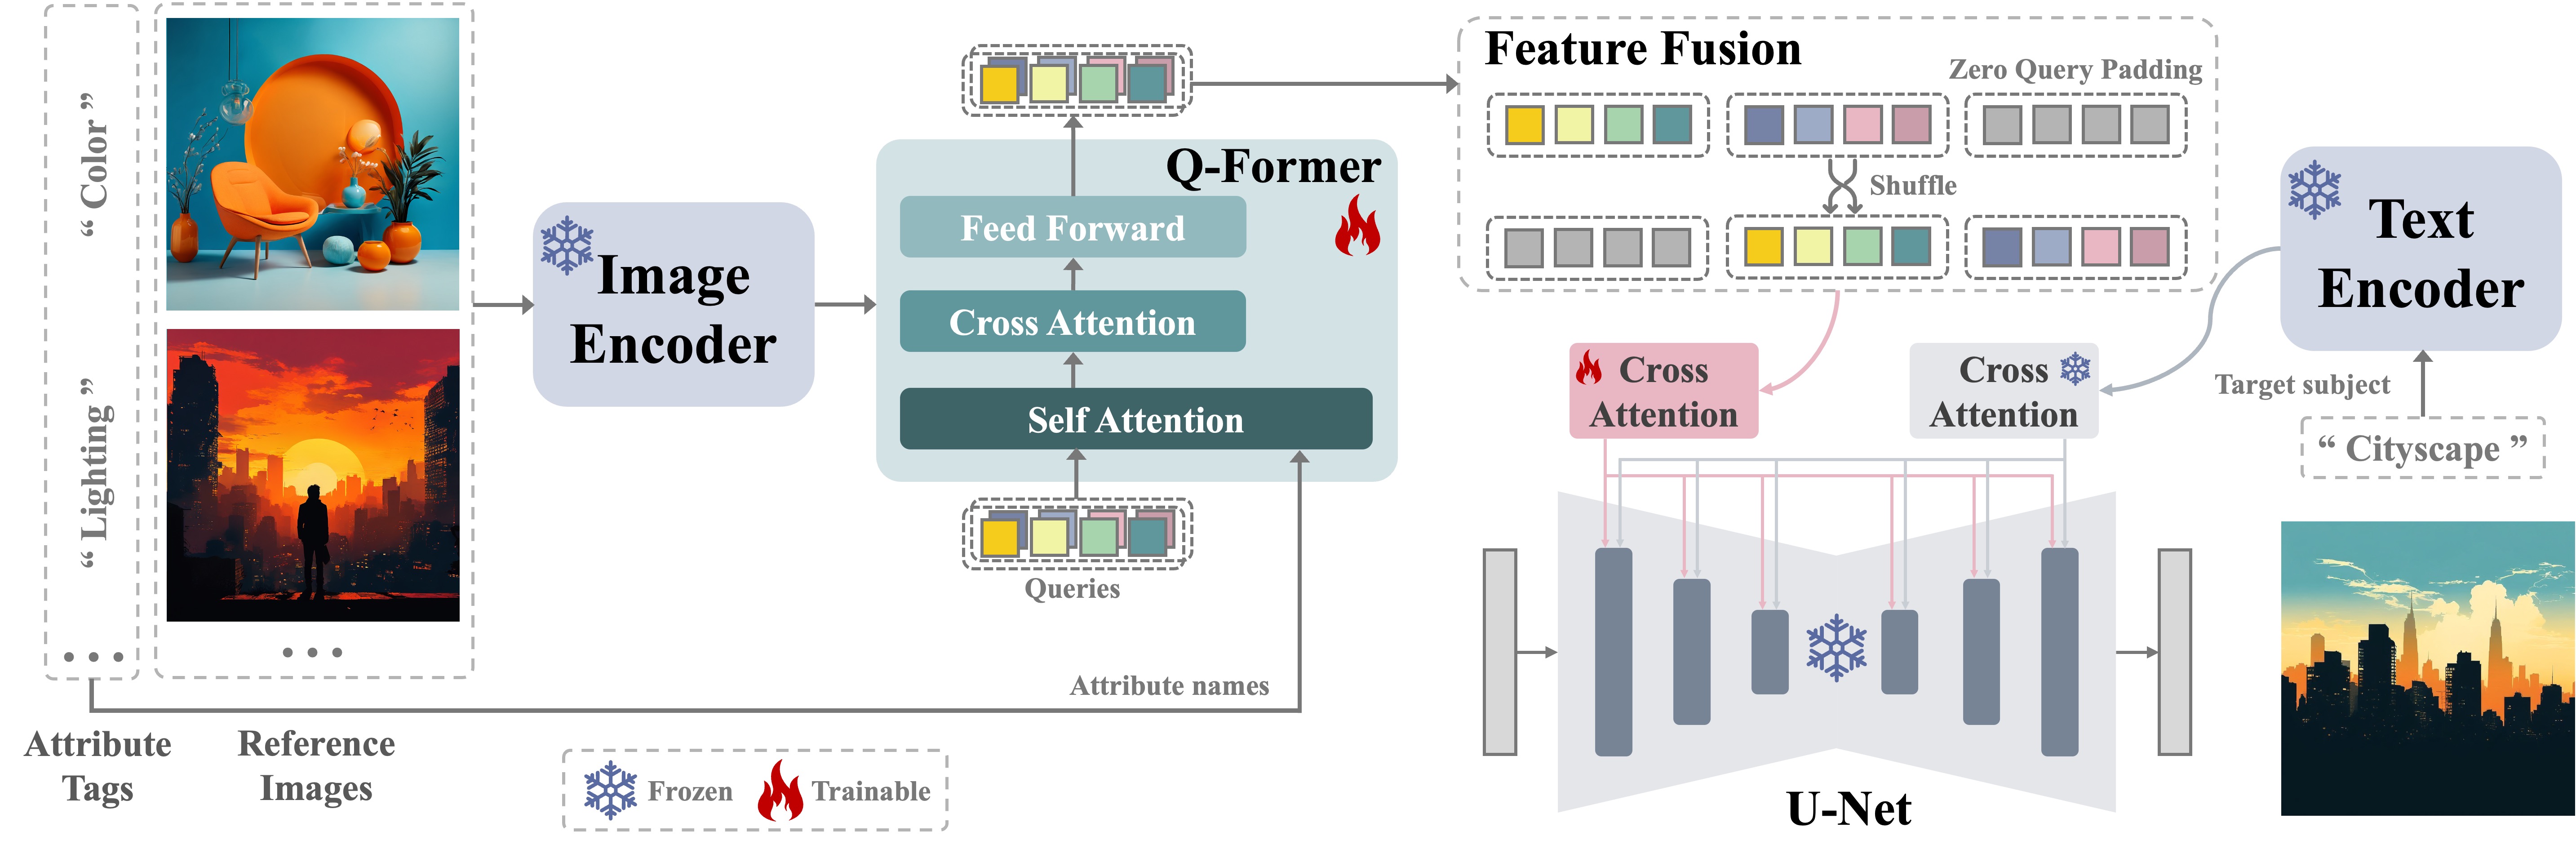 “ Color ”
“ Lighting ”
Attribute
Tags
Reference
Images
Image
Encoder
Q-Former
Feed Forward
Cross Attention
Self Attention
Queries
Attribute names
Frozen
Trainable
Feature Fusion
Zero Query Padding
Shuffle
Cross
Attention
Cross
Attention
Text
Encoder
Target subject
“ Cityscape ”
U-Net